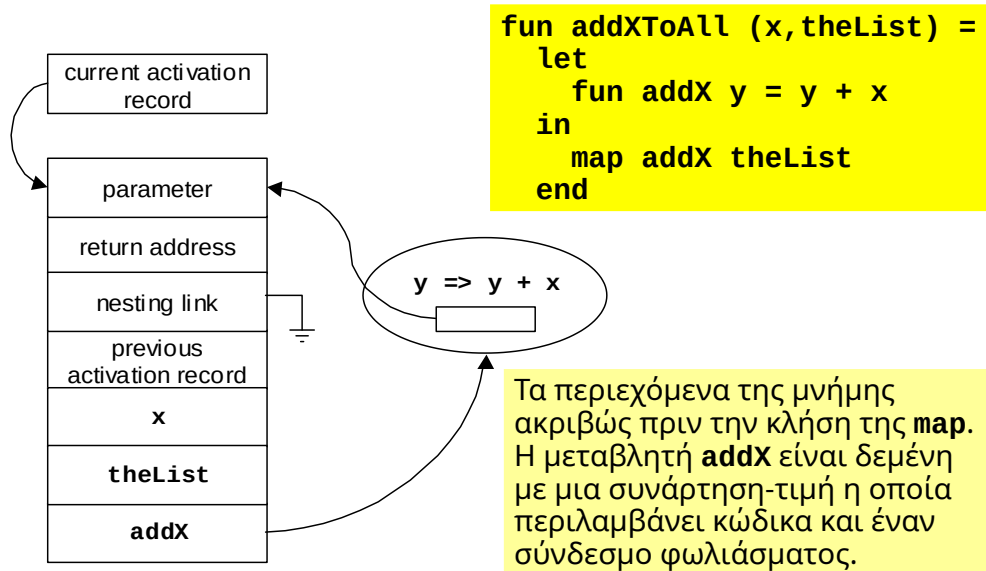 fun addXToAll (x,theList) =
let
fun addX y = y + x
in
map addX theList
end
current activation
record
parameter
return address
nesting link
previous
activation record
x
theList
addX
y => y + x
Τα περιεχόμενα της μνήμης
ακριβώς πριν την κλήση της map.
Η μεταβλητή addX είναι δεμένη
με μια συνάρτηση-τιμή η οποία
περιλαμβάνει κώδικα και έναν
σύνδεσμο φωλιάσματος.